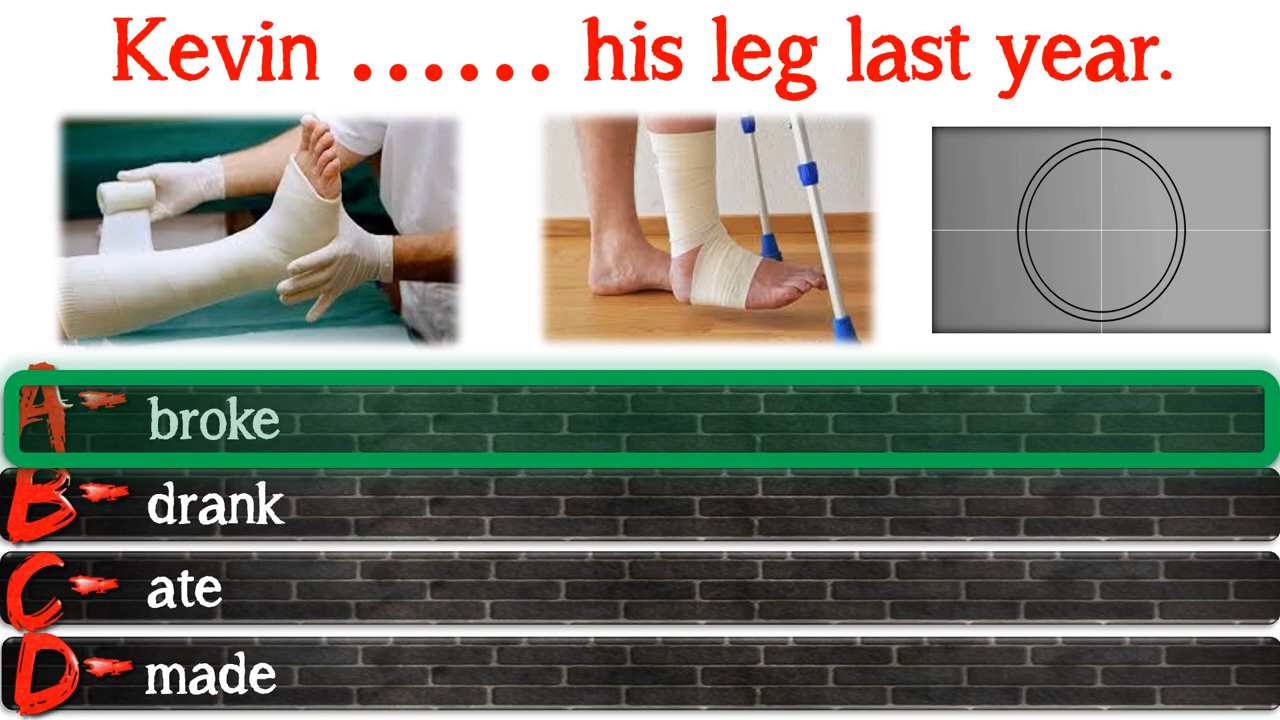 Kevin ...... his leg last year.
A- broke
B- drank
C- ate
D- made